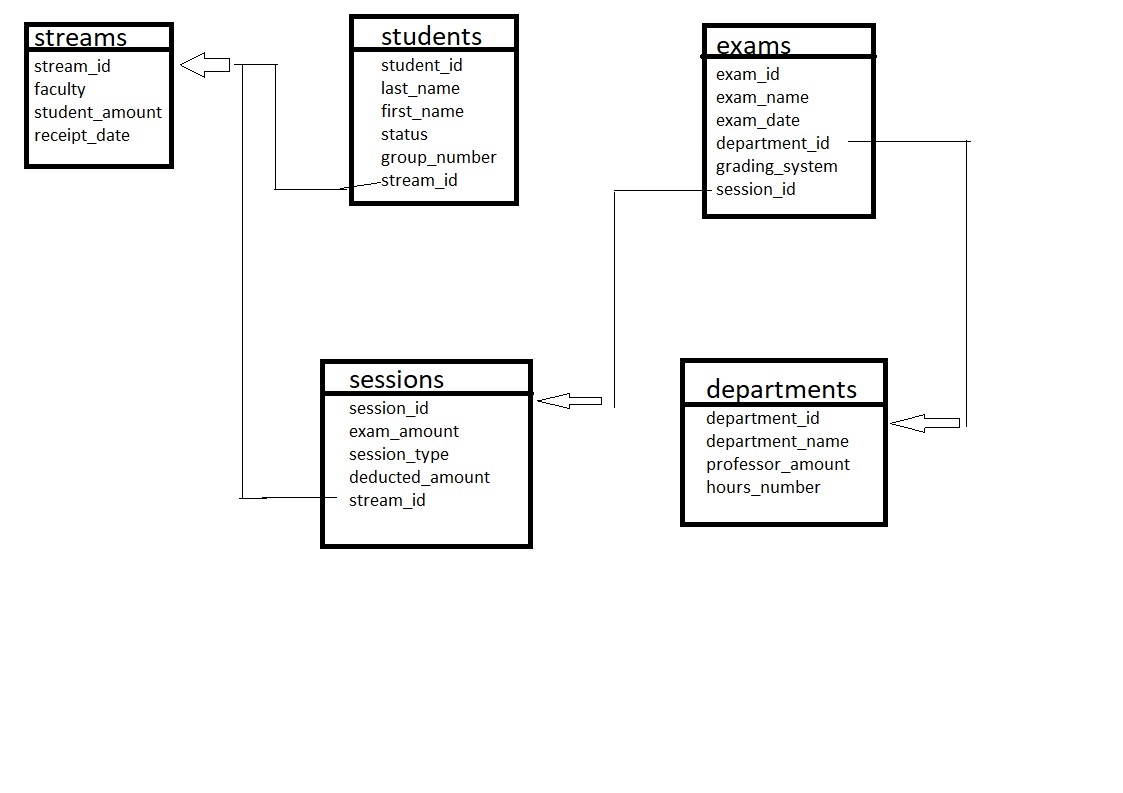 streams
stream_id
faculty
student_amount
receipt_date
students
student_id
last_name
first_name
status
group_number
stream_id
exams
exam_id
exam_name
exam_date
department_id
grading_system
session_id
sessions
session_id
exam_amount
session_type
deducted_amount
stream_id
departments
department_id
department_name
professor_amount
hours_number